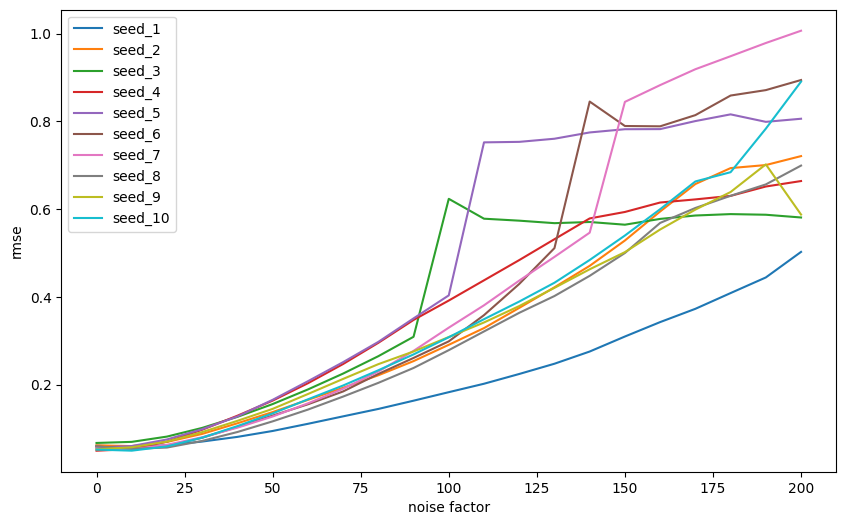 seed_1
seed_2
seed_3
seed_4
seed_5
seed_6
seed_7
seed_8
seed_9
seed_10
1.0
0.8
0.6
0.4
0.2
rmse
0 25 50 75 100 125 150 175 200
noise factor